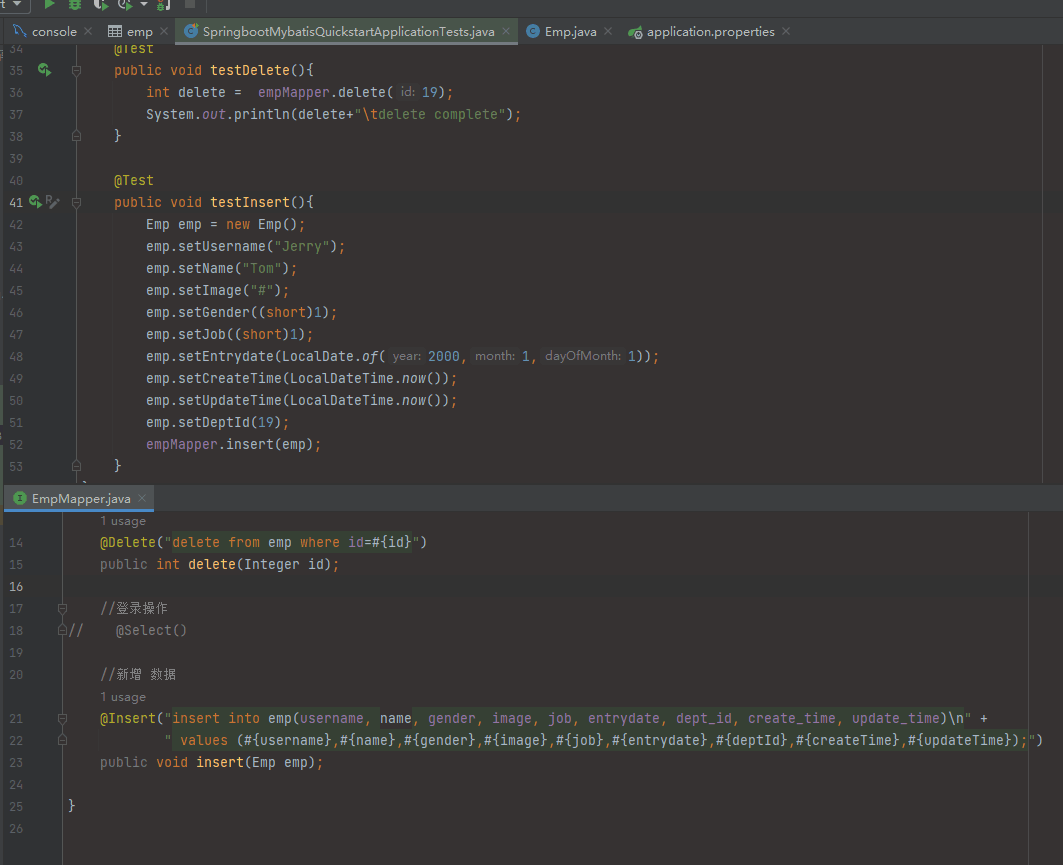 t
console emp SpringbootMybatisQuickstartApplicationTests.java Emp.java application.properties
34 @Test
35 public void testDelete(){
36 int delete = empMapper.delete( id: 19);
37 System.out.println(delete+"\tdelete complete");
38 }
39
40 @Test
41 public void testInsert(){
42 Emp emp = new Emp();
43 emp.setUsername("Jerry");
44 emp.setName("Tom");
45 emp.setImage("#");
46 emp.setGender((short)1);
47 emp.setJob((short)1);
48 emp.setEntrydate(LocalDate.of( year: 2000, month: 1, dayOfMonth: 1));
49 emp.setCreateTime(LocalDateTime.now());
50 emp.setUpdateTime(LocalDateTime.now());
51 emp.setDeptId(19);
52 empMapper.insert(emp);
53 }
EmpMapper.java
1 usage
14 @Delete("delete from emp where id=#{id}")
15 public int delete(Integer id);
16
17 //登录操作
18 // @Select()
19
20 //新增 数据
1 usage
21 @Insert("insert into emp(username, name, gender, image, job, entrydate, dept_id, create_time, update_time)\n" +
22 " values (#{username},#{name},#{gender},#{image},#{job},#{entrydate},#{deptId},#{createTime},#{updateTime});")
23 public void insert(Emp emp);
24
25 }
26